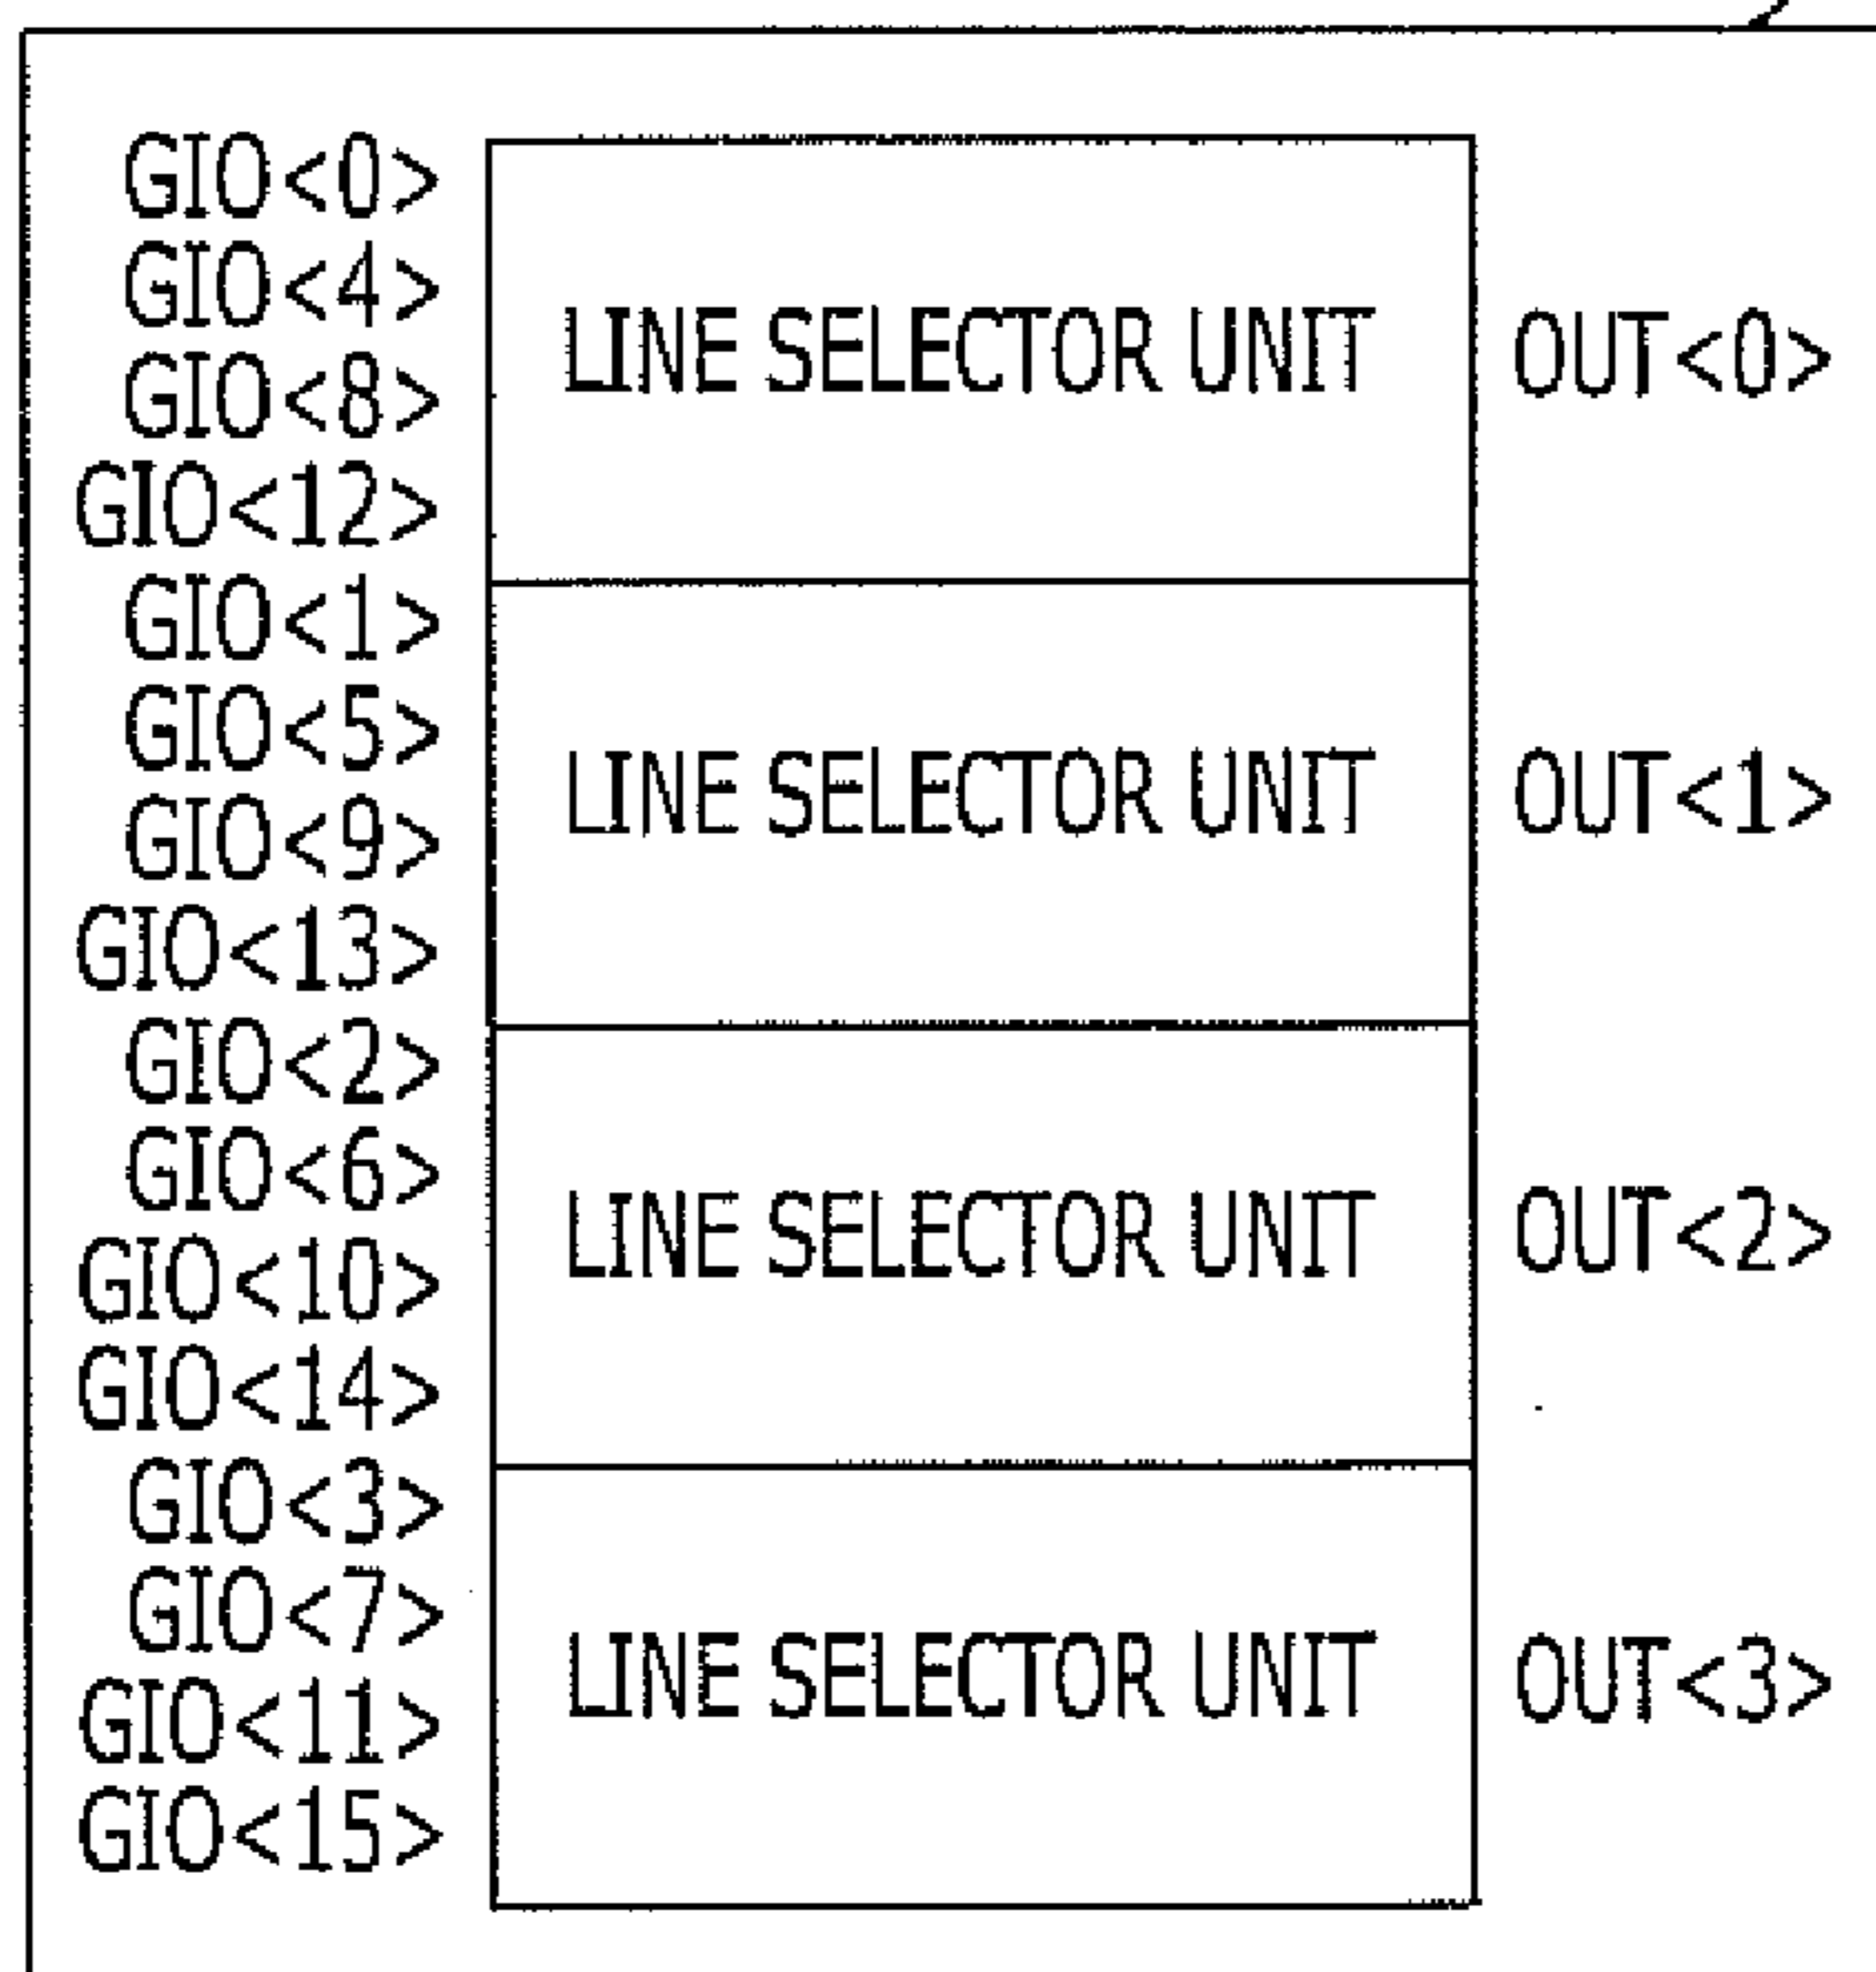 GIO<0>
GIO<4>
GIO<8>
GIO<12>
LINE SELECTOR UNIT
OUT<0>
GIO<1>
GIO<5>
GIO<9>
GIO<13>
LINE SELECTOR UNIT
OUT<1>
GIO<2>
GIO<6>
GIO<10>
GIO<14>
LINE SELECTOR UNIT
OUT<2>
GIO<3>
GIO<7>
GIO<11>
GIO<15>
LINE SELECTOR UNIT
OUT<3>